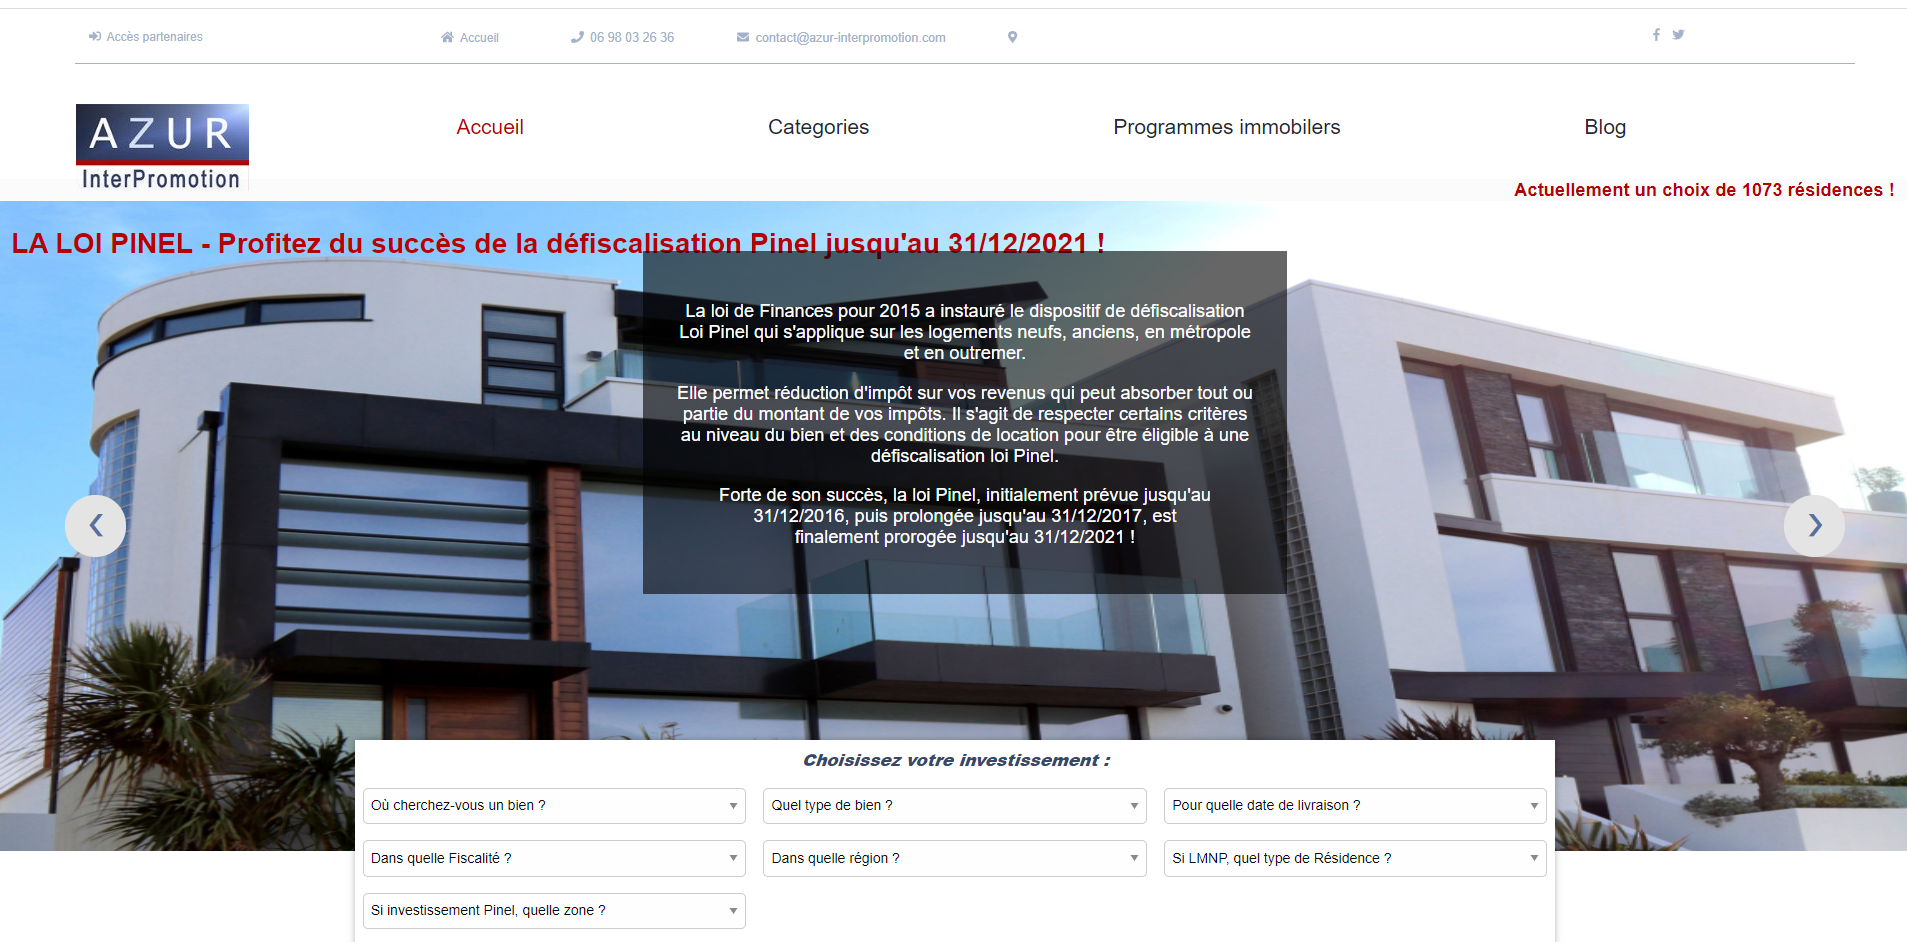 Accès partenaires
Accueil
06 98 03 26 36
contact@azur-interpromotion.com
AZUR
InterPromotion
Accueil
Categories
Programmes immobilers
Blog
Actuellement un choix de 1073 résidences !
LA LOI PINEL - Profitez du succès de la défiscalisation Pinel jusqu'au 31/12/2021 !
La loi de Finances pour 2015 a instauré le dispositif de défiscalisation
Loi Pinel qui s'applique sur les logements neufs, anciens, en métropole
et en outremer.
Elle permet réduction d'impôt sur vos revenus qui peut absorber tout ou
partie du montant de vos impôts. Il s'agit de respecter certains critères
au niveau du bien et des conditions de location pour être éligible à une
défiscalisation loi Pinel.
Forte de son succès, la loi Pinel, initialement prévue jusqu'au
31/12/2016, puis prolongée jusqu'au 31/12/2017, est
finalement prorogée jusqu'au 31/12/2021 !
Choisissez votre investissement :
Où cherchez-vous un bien ?
Quel type de bien ?
Pour quelle date de livraison ?
Dans quelle Fiscalité ?
Dans quelle région ?
Si LMNP, quel type de Résidence ?
Si investissement Pinel, quelle zone ?